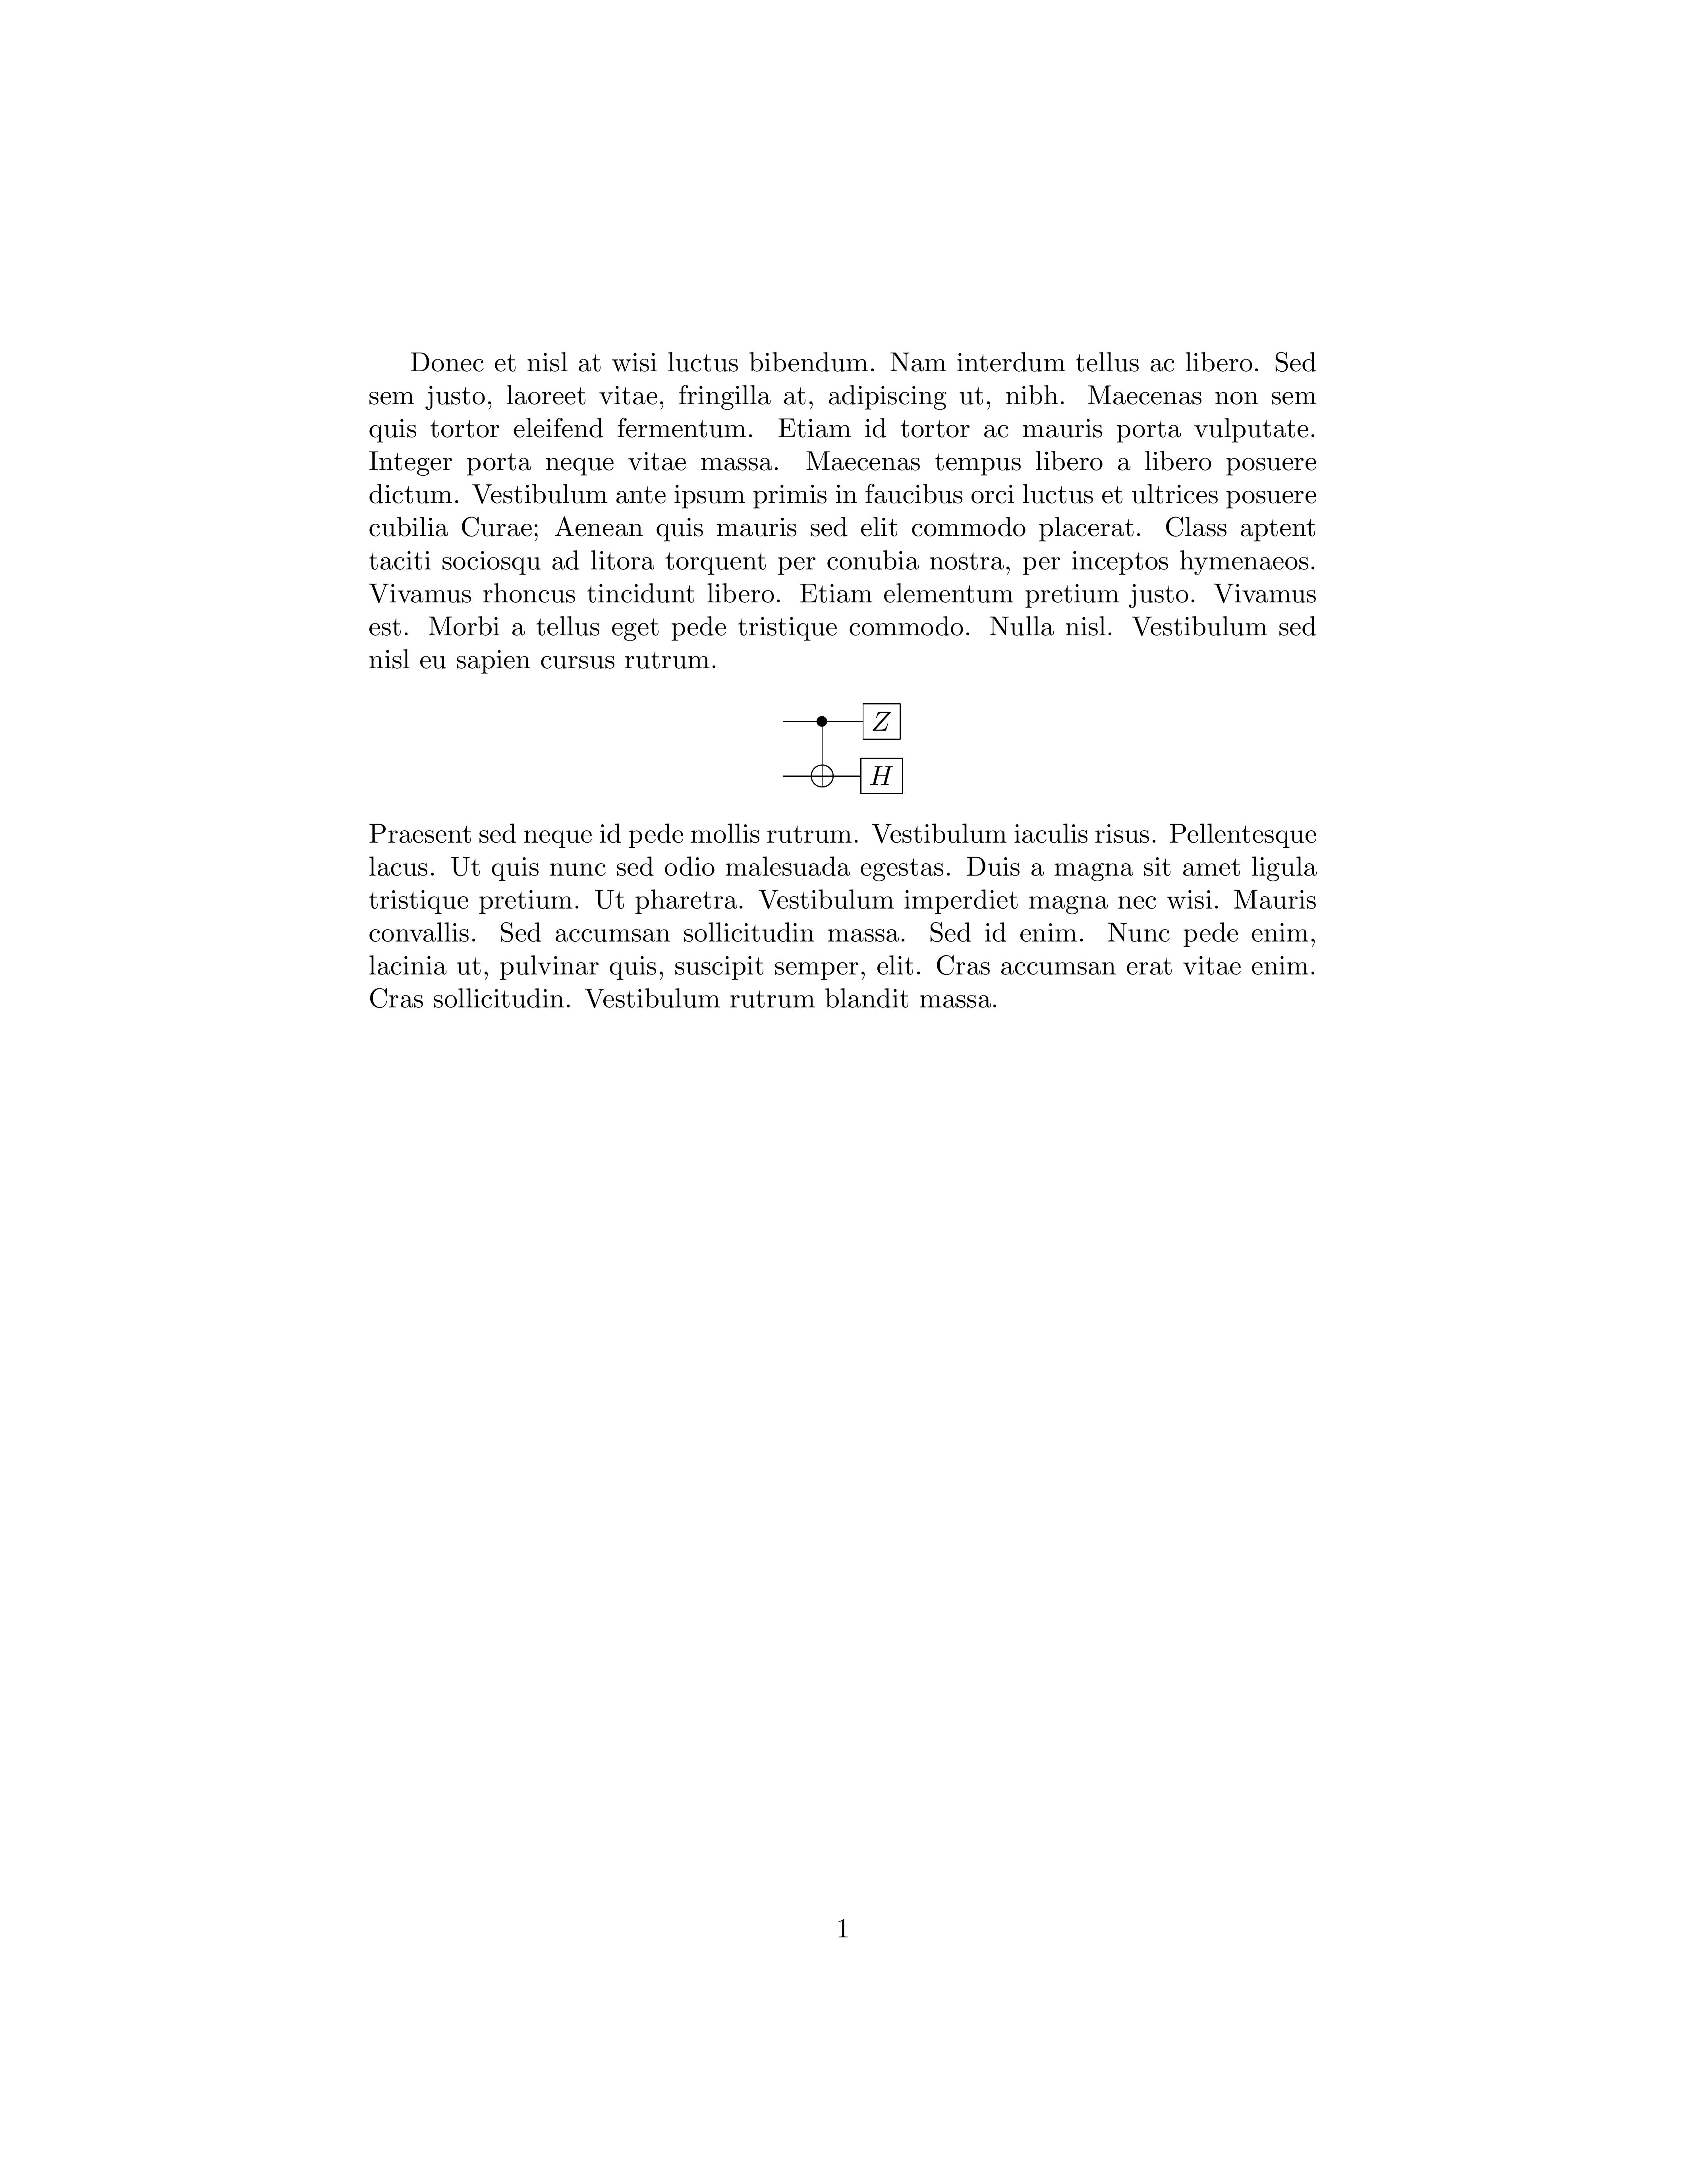 Donec et nisl at wisi luctus bibendum. Nam interdum tellus ac libero. Sed
sem justo, laoreet vitae, fringilla at, adipiscing ut, nibh. Maecenas non sem
quis tortor eleifend fermentum. Etiam id tortor ac mauris porta vulputate.
Integer porta neque vitae massa. Maecenas tempus libero a libero posuere
dictum. Vestibulum ante ipsum primis in faucibus orci luctus et ultrices posuere
cubilia Curae; Aenean quis mauris sed elit commodo placerat. Class aptent
taciti sociosqu ad litora torquent per conubia nostra, per inceptos hymenaeos.
Vivamus rhoncus tincidunt libero. Etiam elementum pretium justo. Vivamus
est. Morbi a tellus eget pede tristique commodo. Nulla nisl. Vestibulum sed
nisl eu sapien cursus rutrum.
Z
H
Praesent sed neque id pede mollis rutrum. Vestibulum iaculis risus. Pellentesque
lacus. Ut quis nunc sed odio malesuada egestas. Duis a magna sit amet ligula
tristique pretium. Ut pharetra. Vestibulum imperdiet magna nec wisi. Mauris
convallis. Sed accumsan sollicitudin massa. Sed id enim. Nunc pede enim,
lacinia ut, pulvinar quis, suscipit semper, elit. Cras accumsan erat vitae enim.
Cras sollicitudin. Vestibulum rutrum blandit massa.
1